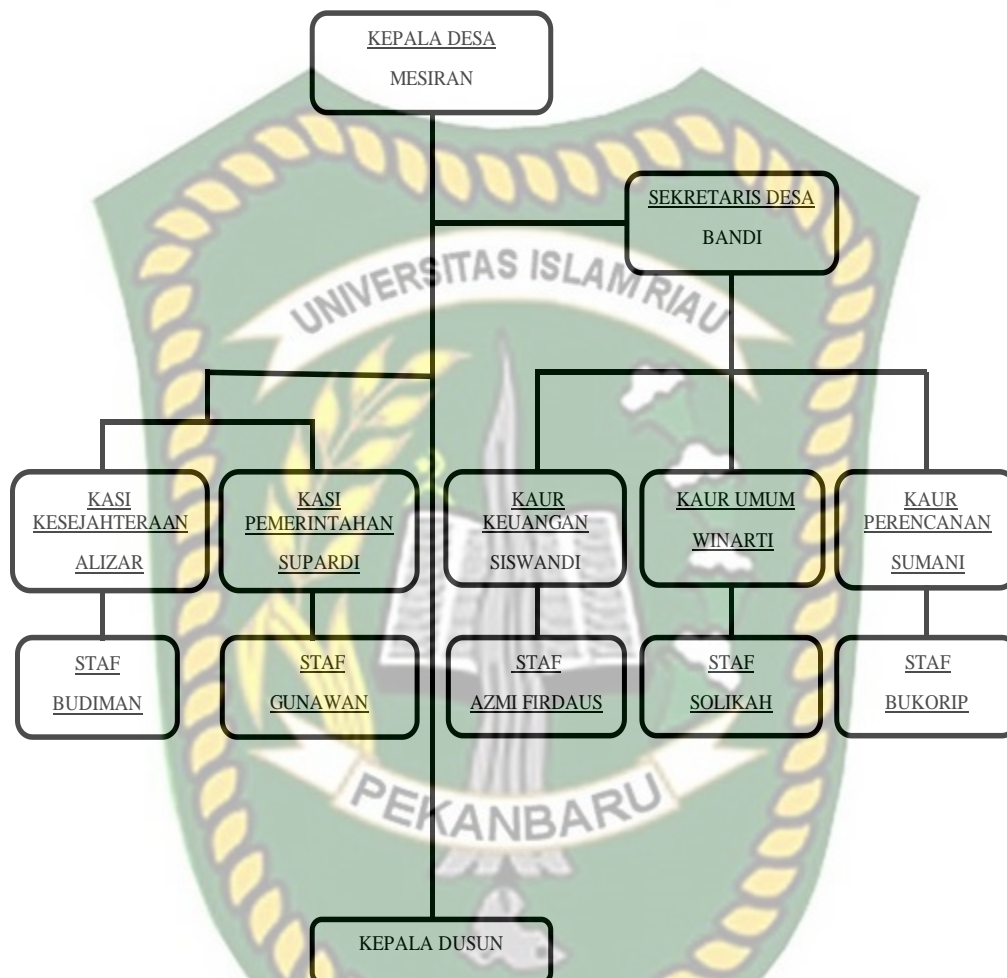 KEPALA DESA
MESIRAN
SEKRETARIS DESA
BANDI
UNIVERSITAS ISLAM RIAU
KASI
KESEJAHTERAAN
ALIZAR
KASI
PEMERINTAHAN
SUPARDI
KAUR
KEUANGAN
SISWANDI
KAUR UMUM
WINARTI
KAUR
PERENCANAN
SUMANI
STAF
BUDIMAN
STAF
GUNAWAN
STAF
AZMI FIRDAUS
STAF
SOLIKAH
STAF
BUKORIP
PEKANBARU
KEPALA DUSUN